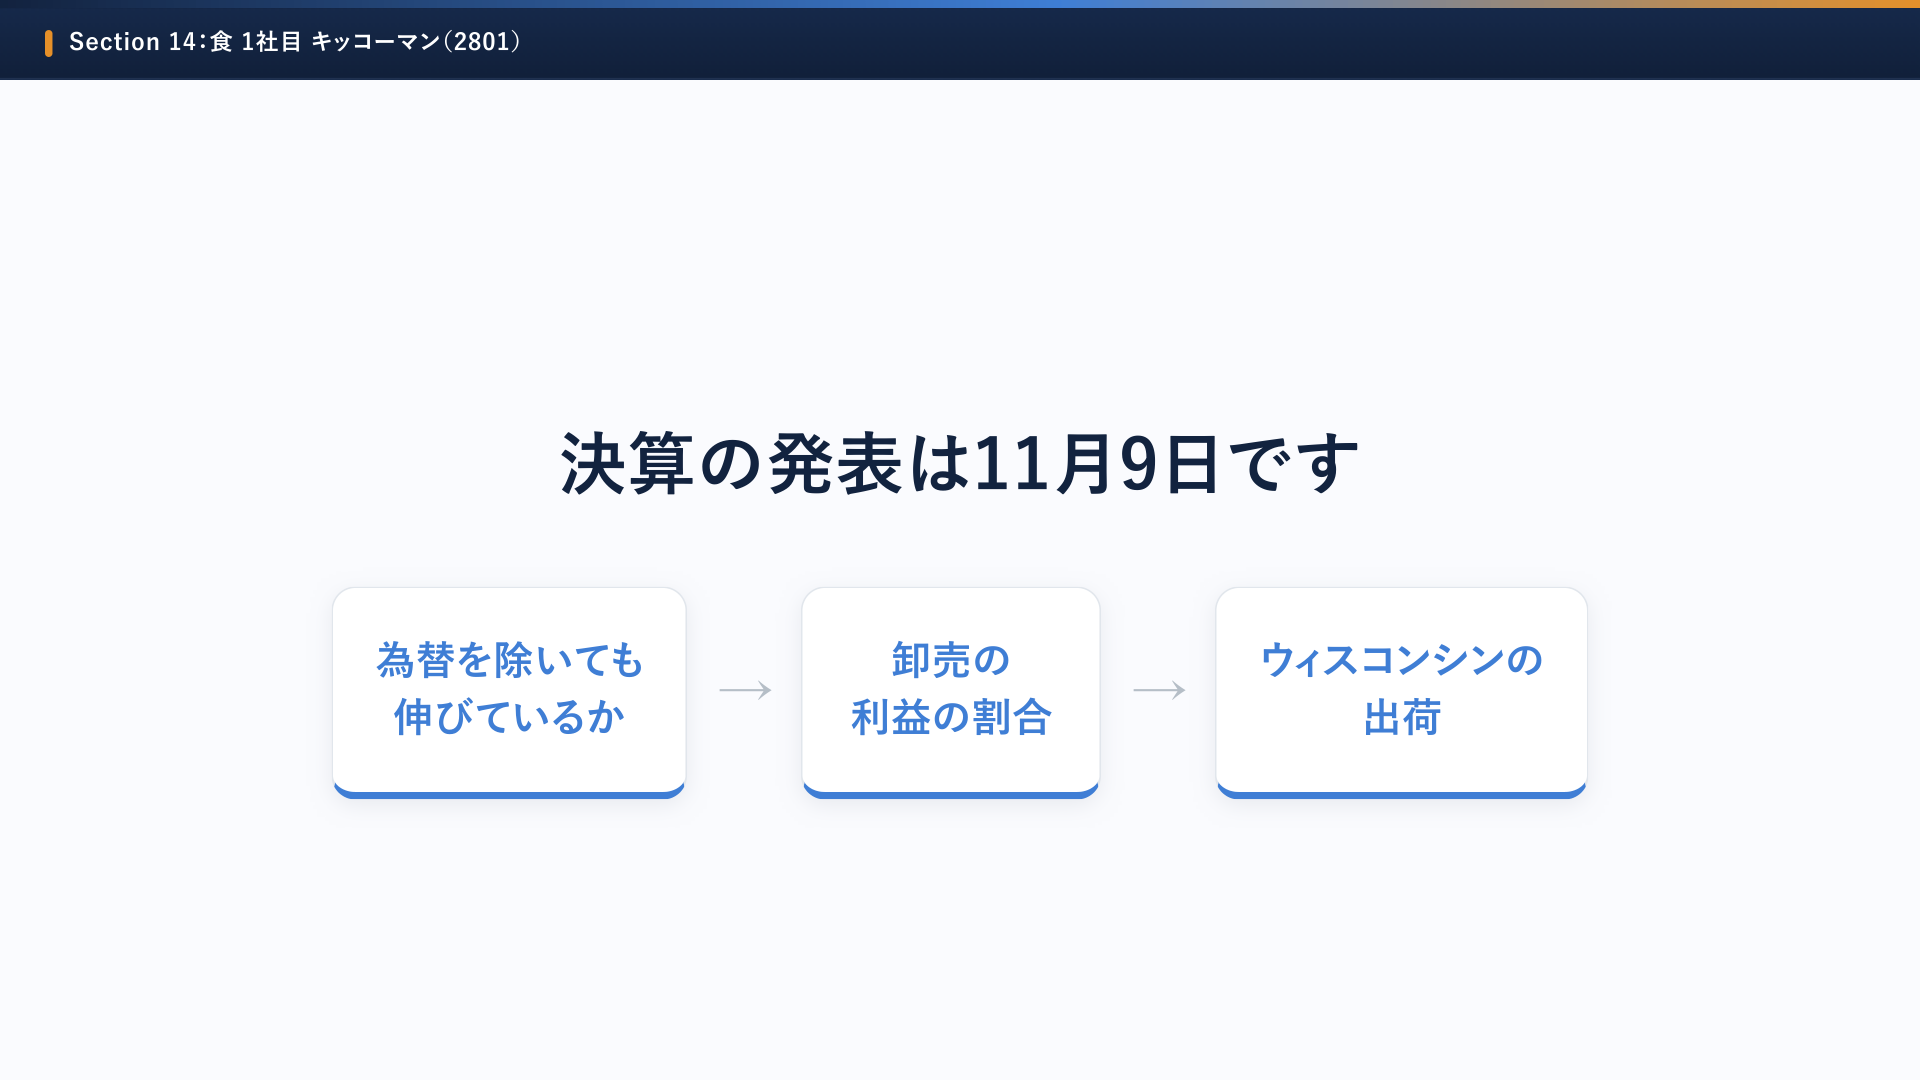 Section 14：食 1社目 キッコーマン（2801）
決算の発表は11月9日です
為替を除いても
伸びているか
卸売の
利益の割合
ウィスコンシンの
出荷